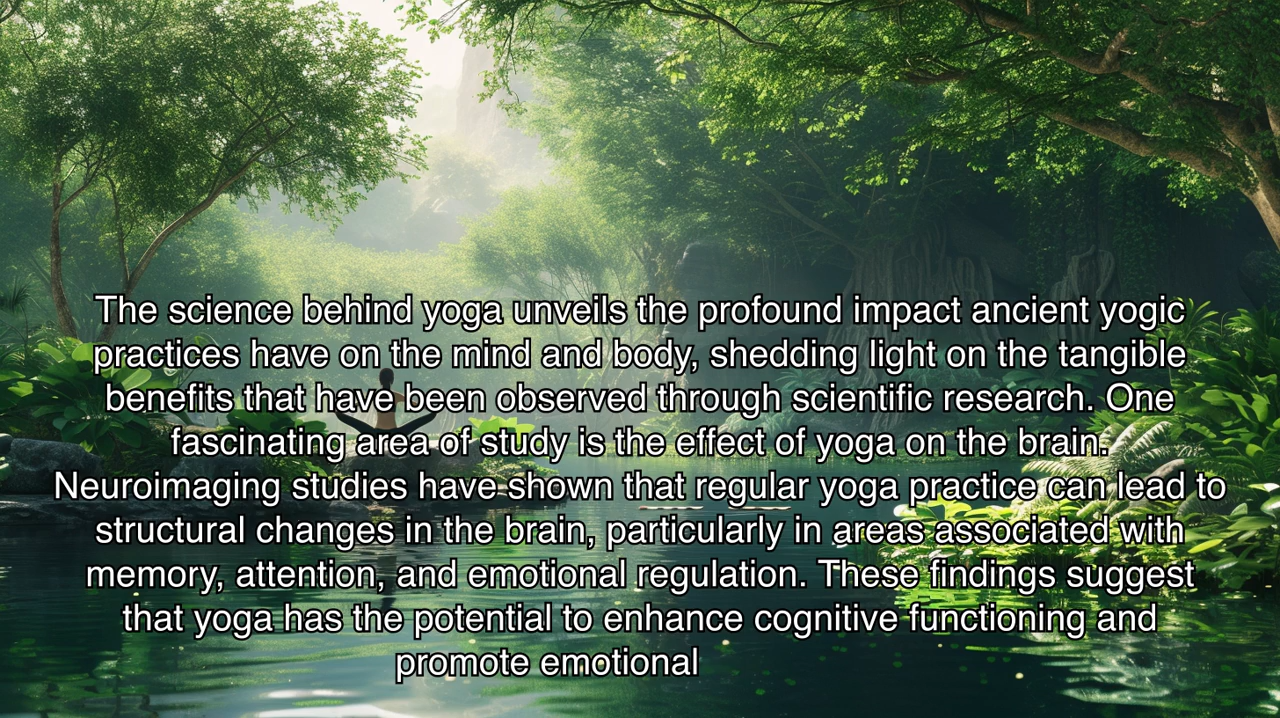 The science behind yoga unveils the profound impact ancient yogic
practices have on the mind and body, shedding light on the tangible
benefits that have been observed through scientific research. One
fascinating area of study is the effect of yoga on the brain.
Neuroimaging studies have shown that regular yoga practice can lead to
structural changes in the brain, particularly in areas associated with
memory, attention, and emotional regulation. These findings suggest
that yoga has the potential to enhance cognitive functioning and
promote emotional